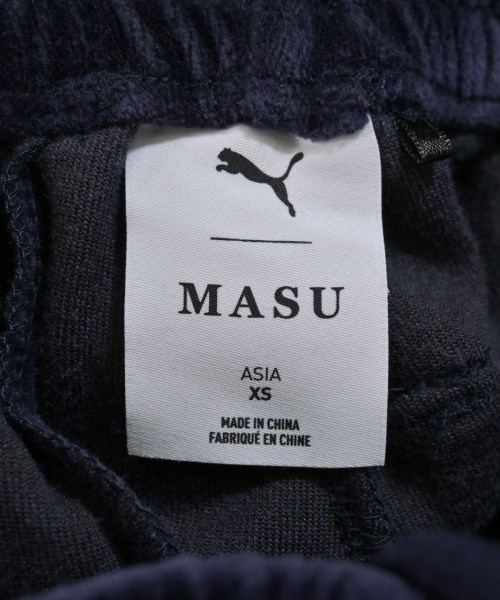 MASU
ASIA
XS
MADE IN CHINA
FABRIQUÉ EN CHINE